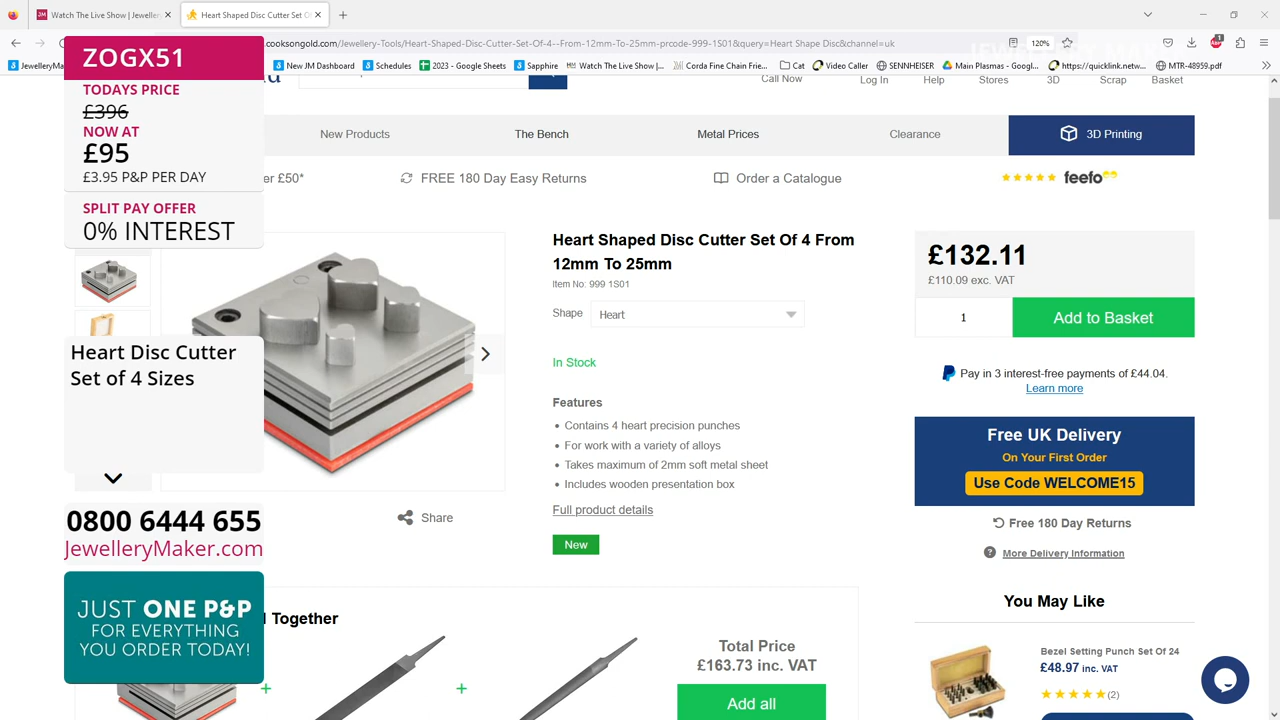 Watch The Live Show | Jeweller
Heart Shaped Disc Cutter Set Of
cooksongold.com/Jewellery-Tools/Heart-Shaped-Disc-Cutter-Set-Of-4--From-12mm-To-25mm-prcode-999-1S01&query=Heart Shape Disc&channel=uk
120%
JewelleryM
New JM Dashboard
Schedules
2023 - Google Sheets
Sapphire
Watch The Live Show |...
Corda Fine Chain Frie...
Cat
Video Caller
SENNHEISER
Main Plasmas - Googl...
https://quicklink.netw...
MTR-48959.pdf
Call Now
Log In
Help
Stores
3D
Scrap
Basket
New Products
The Bench
Metal Prices
Clearance
3D Printing
er £50*
FREE 180 Day Easy Returns
Order a Catalogue
feefo
ZOGX51
TODAYS PRICE
£396
NOW AT
£95
£3.95 P&P PER DAY
SPLIT PAY OFFER
0% INTEREST
Heart Disc Cutter
Set of 4 Sizes
0800 6444 655
JewelleryMaker.com
JUST ONE P&P
FOR EVERYTHING
YOU ORDER TODAY!
Heart Shaped Disc Cutter Set Of 4 From
12mm To 25mm
Item No: 999 1S01
Shape
Heart
In Stock
Features
Contains 4 heart precision punches
For work with a variety of alloys
Takes maximum of 2mm soft metal sheet
Includes wooden presentation box
Full product details
New
Share
£132.11
£110.09 exc. VAT
1
Add to Basket
Pay in 3 interest-free payments of £44.04.
Learn more
Free UK Delivery
On Your First Order
Use Code WELCOME15
Free 180 Day Returns
More Delivery Information
You May Like
Bezel Setting Punch Set Of 24
£48.97 inc. VAT
(2)
Together
Total Price
£163.73 inc. VAT
Add all